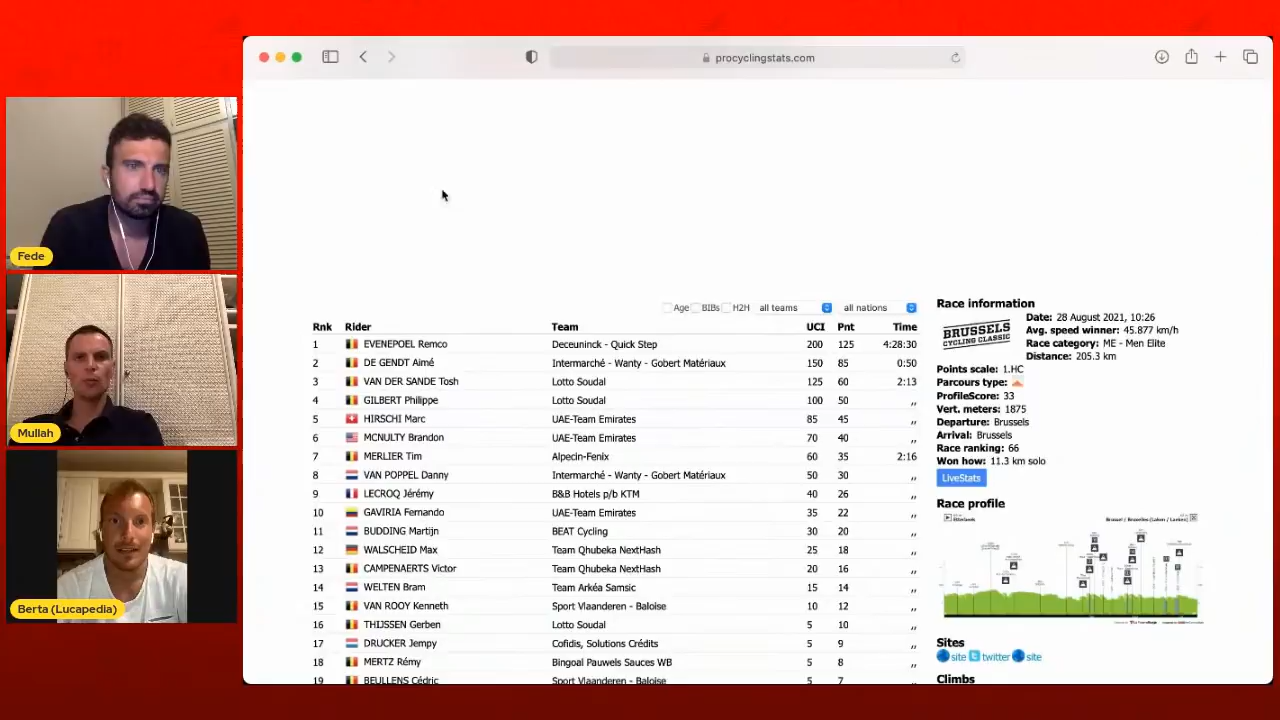 procyclingstats.com
Fede
Mullah
Berta (Lucapedia)
Age BIBs H2H all teams all nations
Rnk Rider Team UCI Pnt Time
1 EVENEPOEL Remco Deceuninck - Quick Step 200 125 4:28:30
2 DE GENDT Aimé Intermarché - Wanty - Gobert Matériaux 150 85 0:50
3 VAN DER SANDE Tosh Lotto Soudal 125 60 2:13
4 GILBERT Philippe Lotto Soudal 100 50 ,,
5 HIRSCHI Marc UAE-Team Emirates 85 45 ,,
6 MCNULTY Brandon UAE-Team Emirates 70 40 ,,
7 MERLIER Tim Alpecin-Fenix 60 35 2:16
8 VAN POPPEL Danny Intermarché - Wanty - Gobert Matériaux 50 30 ,,
9 LECROQ Jérémy B&B Hotels p/b KTM 40 26 ,,
10 GAVIRIA Fernando UAE-Team Emirates 35 22 ,,
11 BUDDING Martijn BEAT Cycling 30 20 ,,
12 WALSCHEID Max Team Qhubeka NextHash 25 18 ,,
13 CAMPENAERTS Victor Team Qhubeka NextHash 20 16 ,,
14 WELTEN Bram Team Arkéa Samsic 15 14 ,,
15 VAN ROOY Kenneth Sport Vlaanderen - Baloise 10 12 ,,
16 THIJSSEN Gerben Lotto Soudal 5 10 ,,
17 DRUCKER Jempy Cofidis, Solutions Crédits 5 9 ,,
18 MERTZ Rémy Bingoal Pauwels Sauces WB 5 8 ,,
19 BEULLENS Cédric Sport Vlaanderen - Baloise 5 7 ,,
Race information
BRUSSELS
CYCLING CLASSIC
Date: 28 August 2021, 10:26
Avg. speed winner: 45.877 km/h
Race category: ME - Men Elite
Distance: 205.3 km
Points scale: 1.HC
Parcours type:
ProfileScore: 33
Vert. meters: 1875
Departure: Brussels
Arrival: Brussels
Race ranking: 66
Won how: 11.3 km solo
LiveStats
Race profile
Sites
site twitter site
Climbs